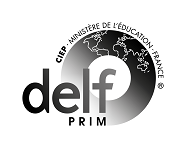 CIEP · MINISTÈRE DE L'ÉDUCATION · FRANCE
®
delf
PRIM